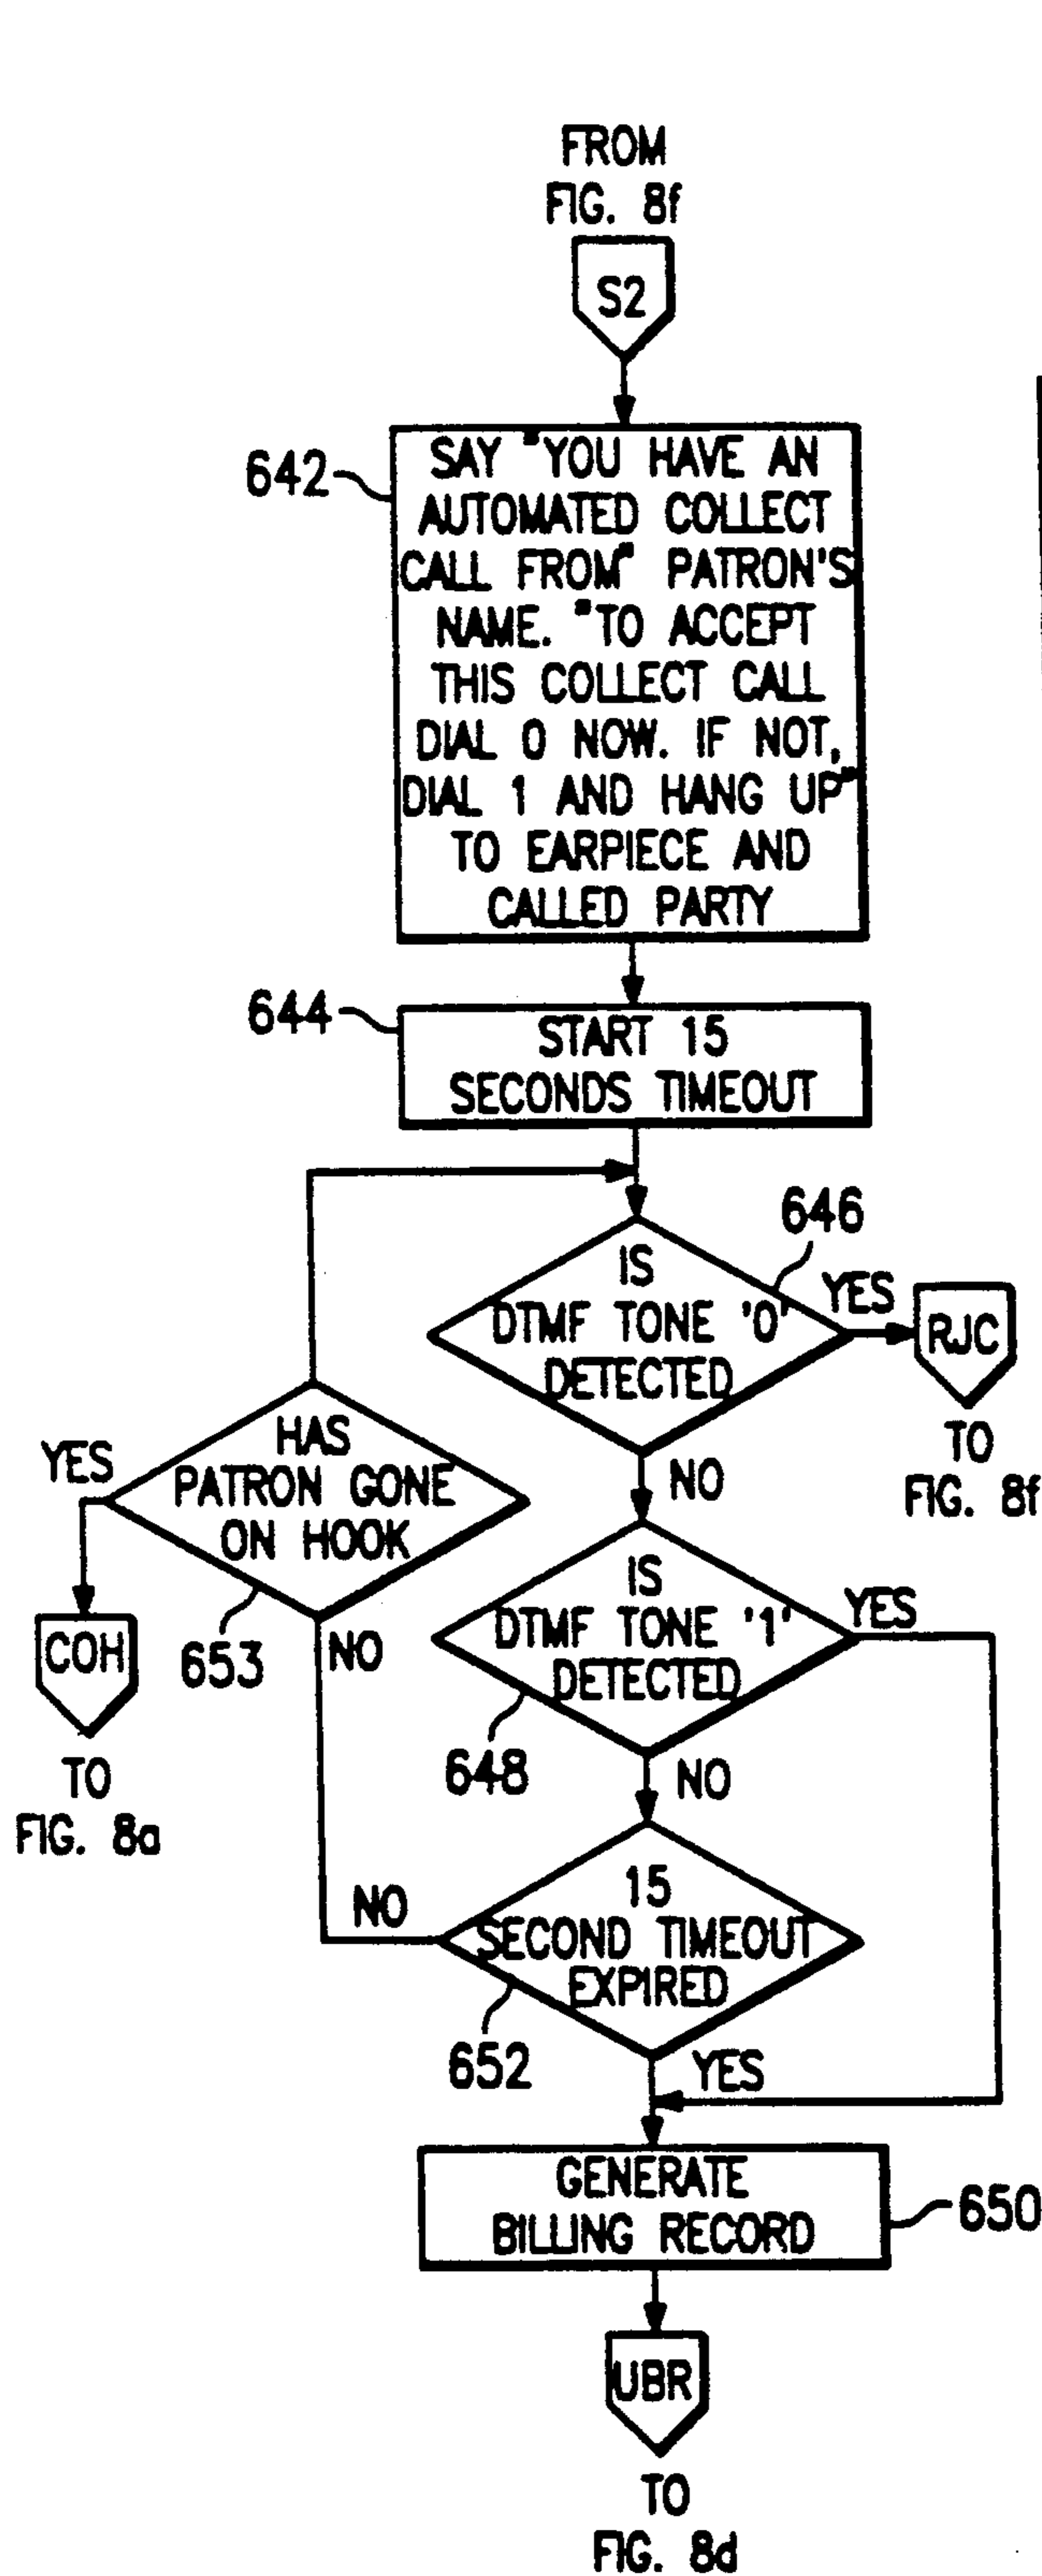 FROM
FIG. 8f
S2
642
SAY "YOU HAVE AN
AUTOMATED COLLECT
CALL FROM" PATRON'S
NAME. "TO ACCEPT
THIS COLLECT CALL
DIAL 0 NOW. IF NOT,
DIAL 1 AND HANG UP"
TO EARPIECE AND
CALLED PARTY
644
START 15
SECONDS TIMEOUT
646
IS
DTMF TONE '0'
DETECTED
YES
RJC
TO
FIG. 8f
NO
HAS
PATRON GONE
ON HOOK
YES
COH
TO
FIG. 8a
653
NO
IS
DTMF TONE '1'
DETECTED
YES
648
NO
15
SECOND TIMEOUT
EXPIRED
NO
652
YES
GENERATE
BILLING RECORD
650
UBR
TO
FIG. 8d